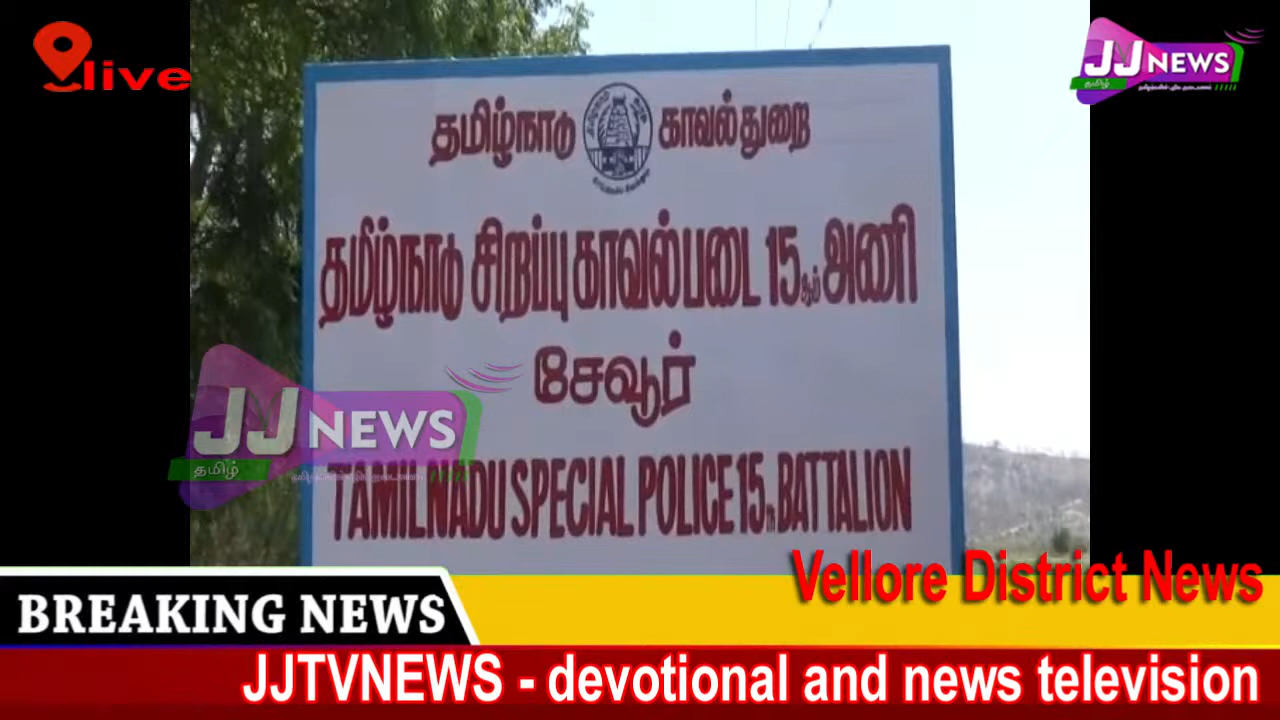 live
JJ NEWS
தமிழ்
தமிழ்நாடு காவல்துறை
தமிழ்நாடு சிறப்பு காவல்படை 15ஆம் அணி
சேவூர்
JJ NEWS
தமிழ்
TAMILNADU SPECIAL POLICE 15th BATTALION
Vellore District News
BREAKING NEWS
JJTVNEWS - devotional and news television